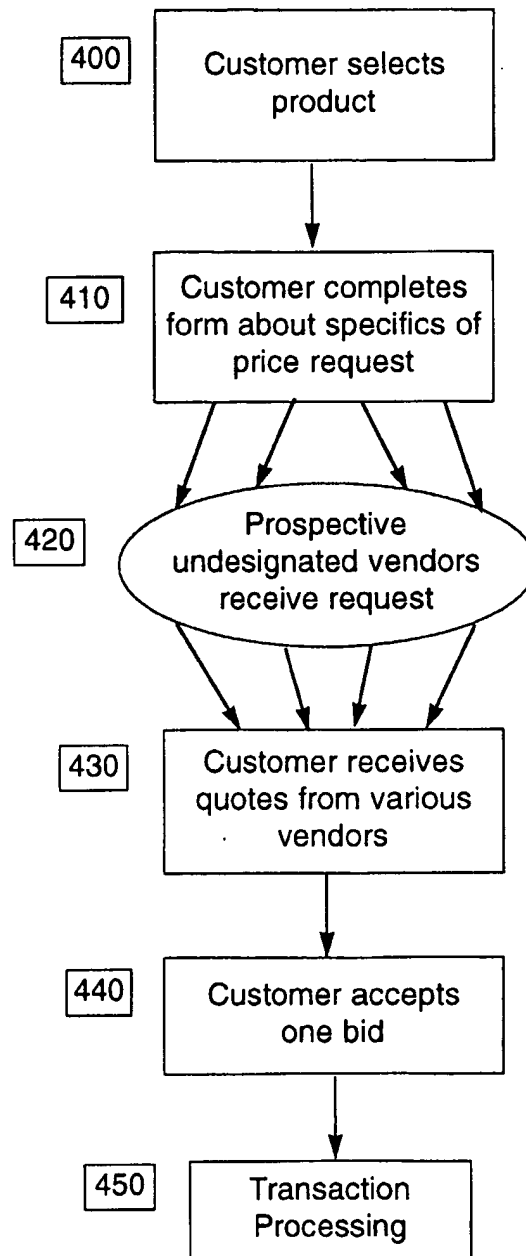 400
Customer selects
product
410
Customer completes
form about specifics of
price request
420
Prospective
undesignated vendors
receive request
430
Customer receives
quotes from various
vendors
440
Customer accepts
one bid
450
Transaction
Processing